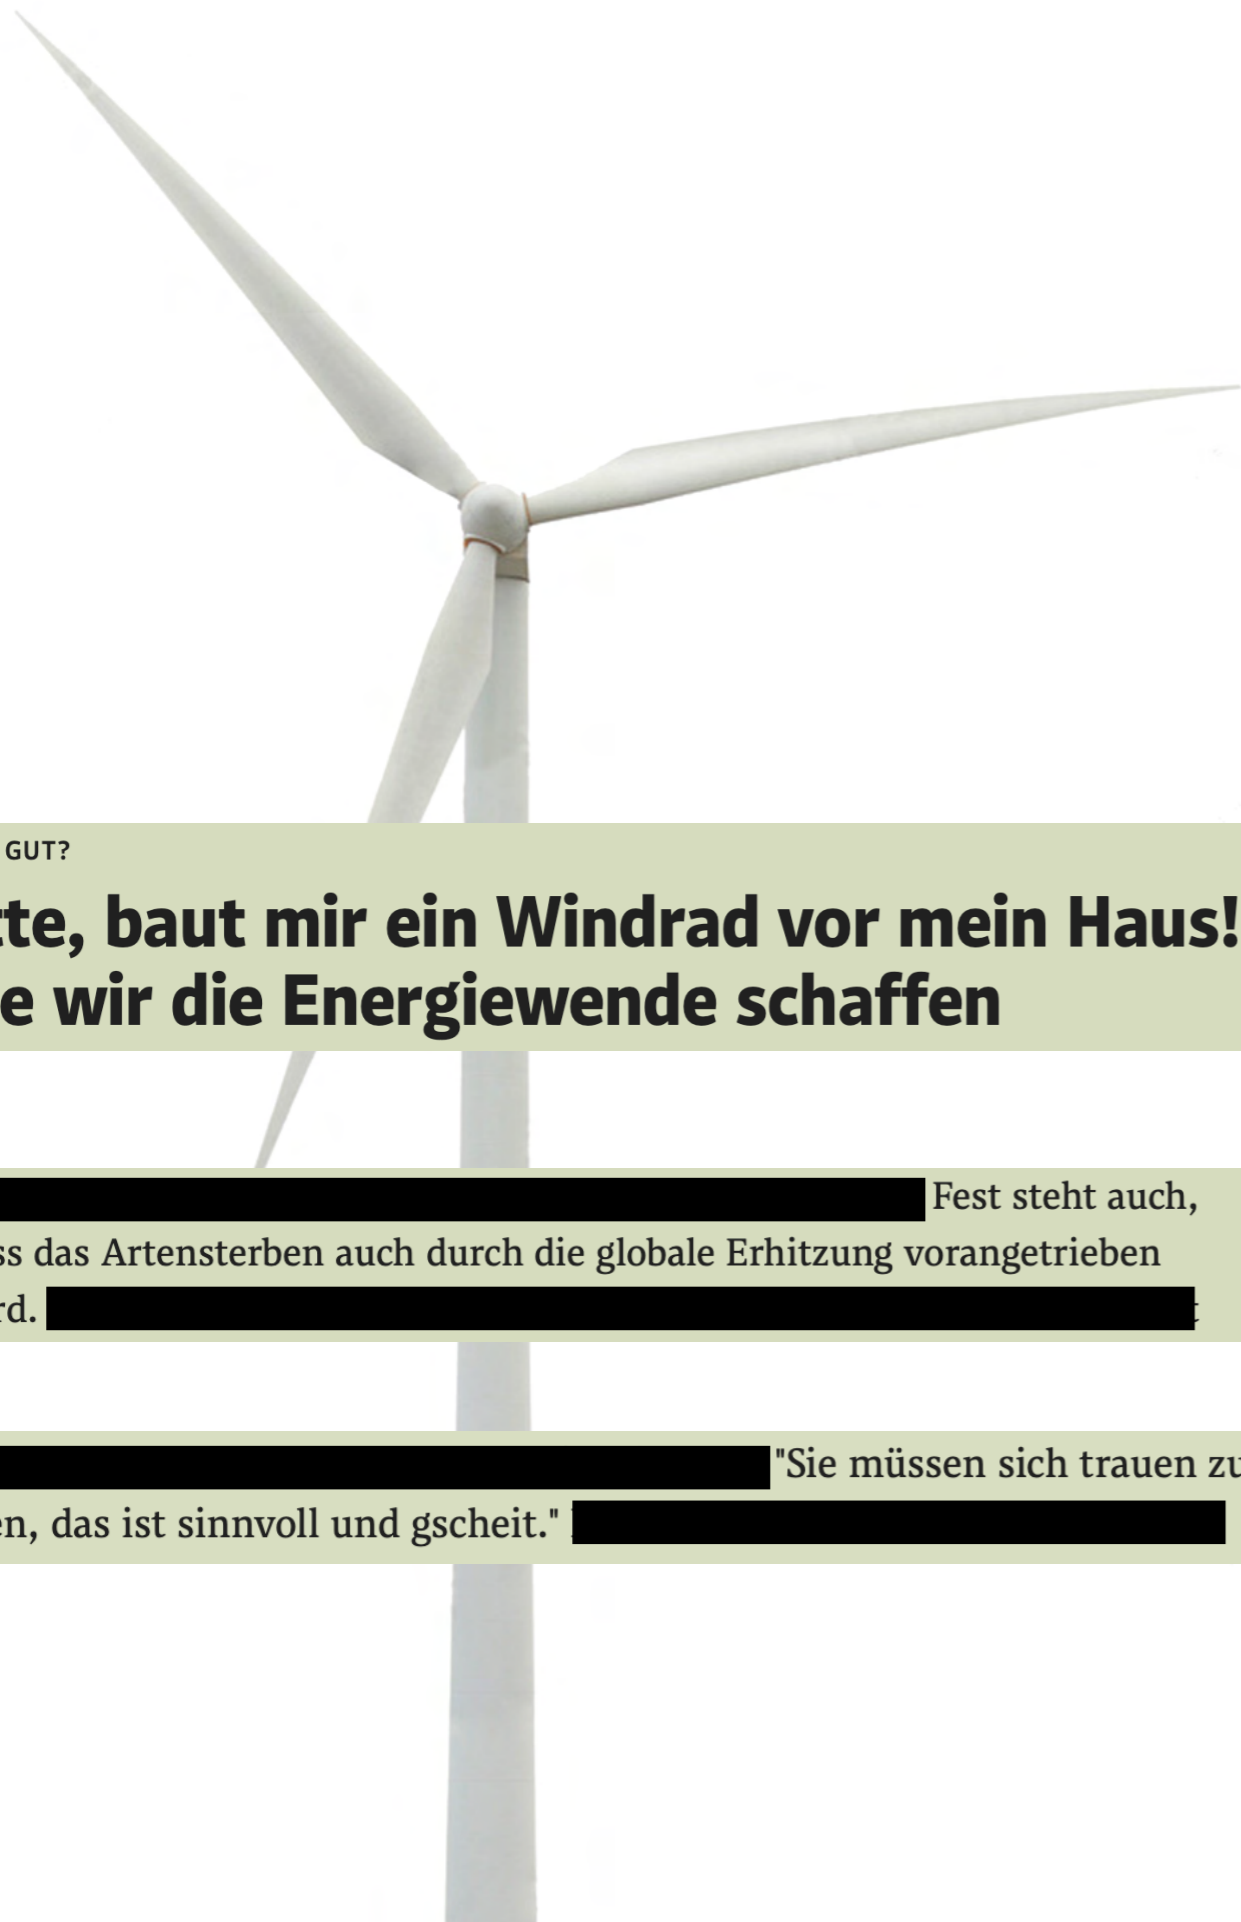 GUT?
tte, baut mir ein Windrad vor mein Haus!
e wir die Energiewende schaffen
Fest steht auch,
ss das Artensterben auch durch die globale Erhitzung vorangetrieben
rd.
"Sie müssen sich trauen zu
en, das ist sinnvoll und gscheit."